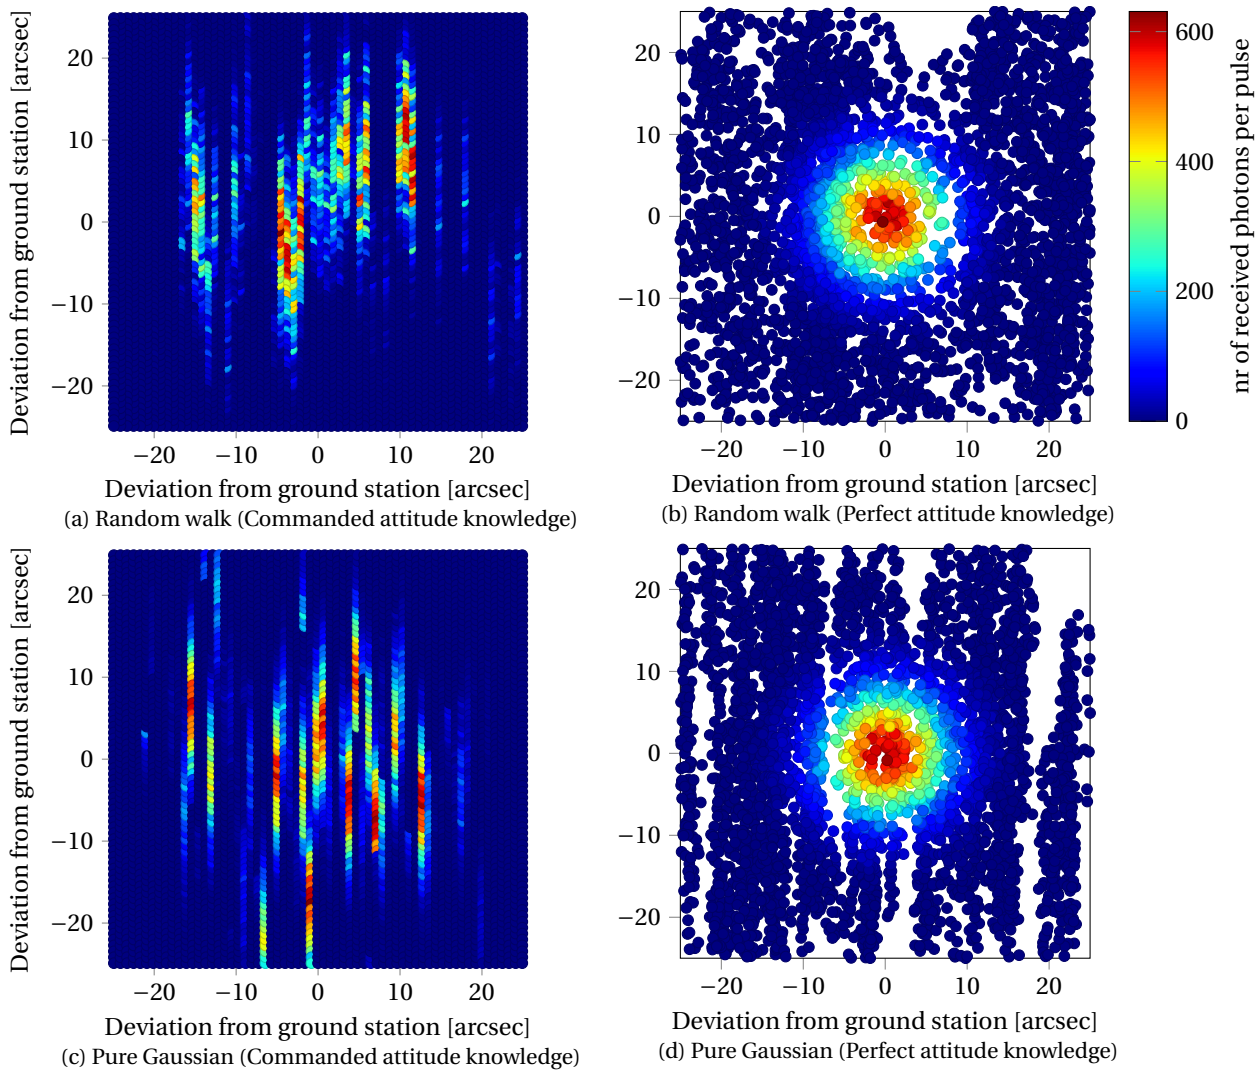 Deviation from ground station [arcsec]
20
10
0
−10
−20
−20 −10 0 10 20
Deviation from ground station [arcsec]
(a) Random walk (Commanded attitude knowledge)
20
10
0
−10
−20
−20 −10 0 10 20
Deviation from ground station [arcsec]
(b) Random walk (Perfect attitude knowledge)
600
400
200
0
nr of received photons per pulse
Deviation from ground station [arcsec]
20
10
0
−10
−20
−20 −10 0 10 20
Deviation from ground station [arcsec]
(c) Pure Gaussian (Commanded attitude knowledge)
20
10
0
−10
−20
−20 −10 0 10 20
Deviation from ground station [arcsec]
(d) Pure Gaussian (Perfect attitude knowledge)